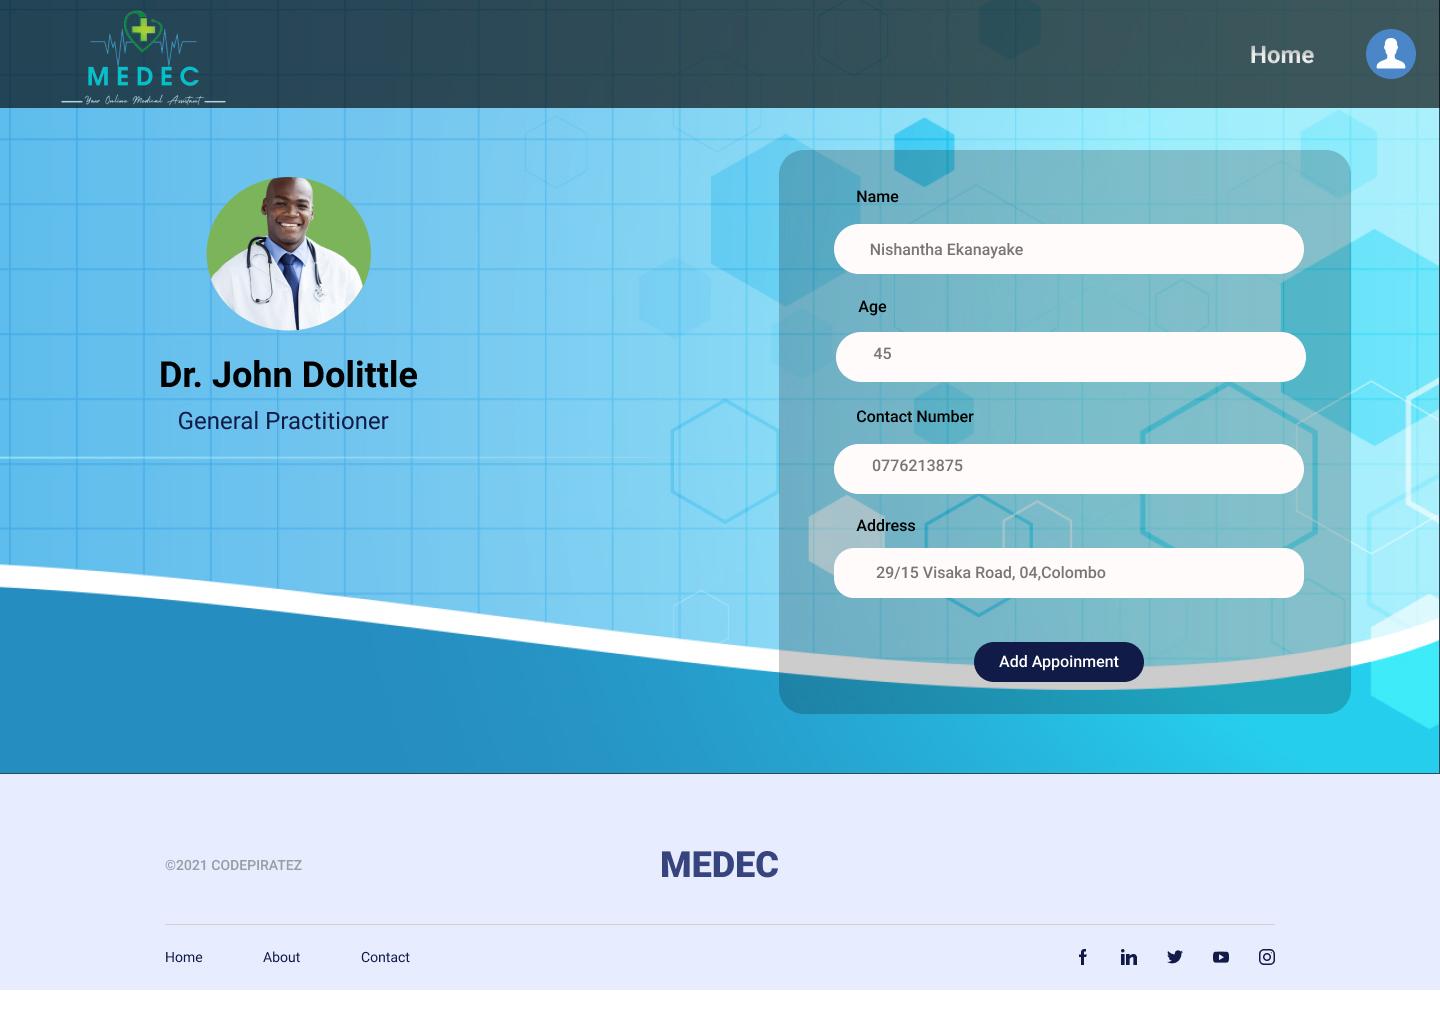 MEDEC
Your Online Medical Assistant
Home
Dr. John Dolittle
General Practitioner
Name
Nishantha Ekanayake
Age
45
Contact Number
0776213875
Address
29/15 Visaka Road, 04,Colombo
Add Appoinment
©2021 CODEPIRATEZ
MEDEC
Home About Contact